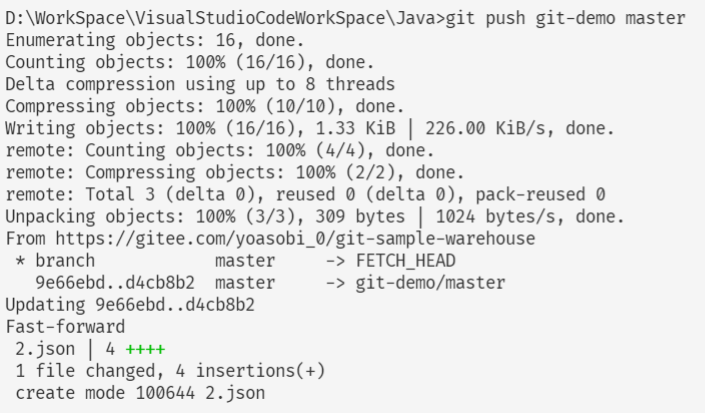 D:\WorkSpace\VisualStudioCodeWorkSpace\Java>git push git-demo master
Enumerating objects: 16, done.
Counting objects: 100% (16/16), done.
Delta compression using up to 8 threads
Compressing objects: 100% (10/10), done.
Writing objects: 100% (16/16), 1.33 KiB | 226.00 KiB/s, done.
remote: Counting objects: 100% (4/4), done.
remote: Compressing objects: 100% (2/2), done.
remote: Total 3 (delta 0), reused 0 (delta 0), pack-reused 0
Unpacking objects: 100% (3/3), 309 bytes | 1024 bytes/s, done.
From https://gitee.com/yoasobi_0/git-sample-warehouse
 * branch            master     -> FETCH_HEAD
   9e66ebd..d4cb8b2  master     -> git-demo/master
Updating 9e66ebd..d4cb8b2
Fast-forward
 2.json | 4 ++++
 1 file changed, 4 insertions(+)
 create mode 100644 2.json